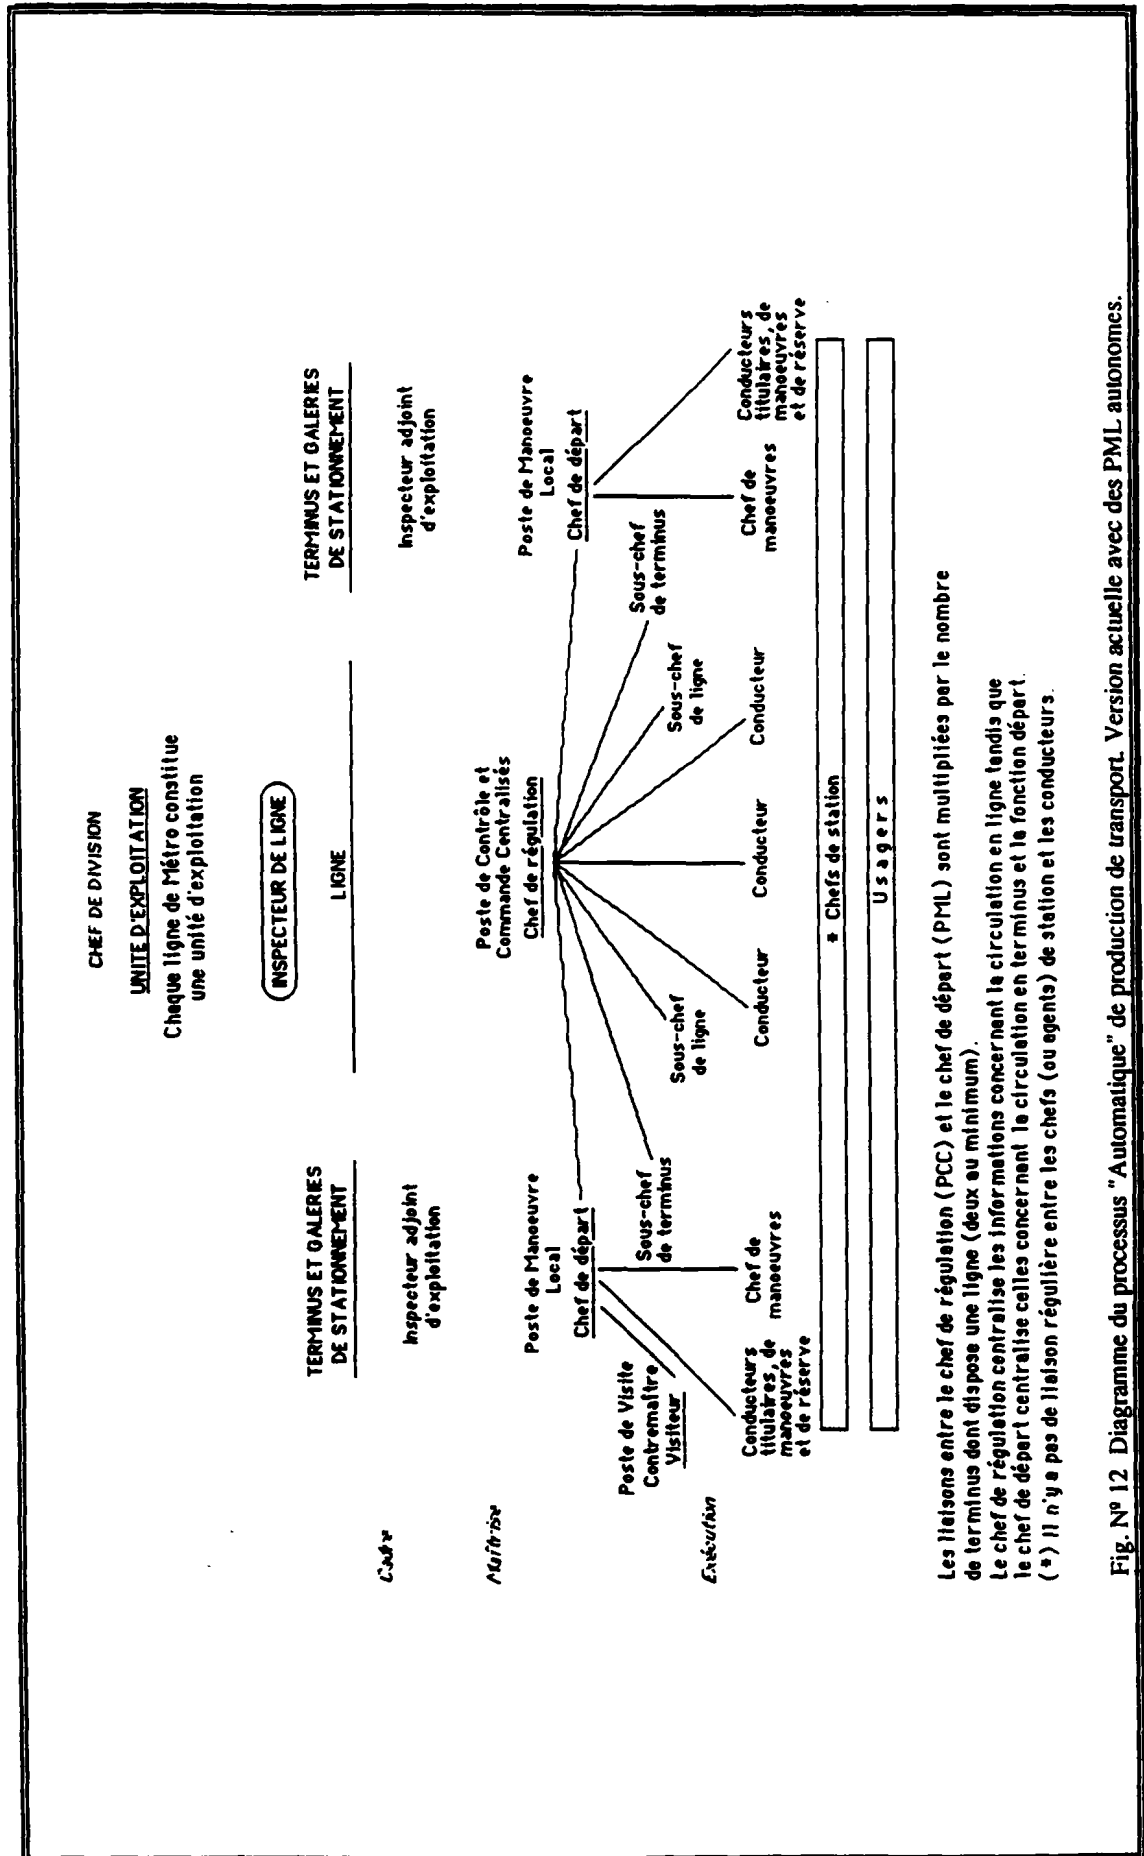 CHEF DE DIVISION
UNITE D'EXPLOITATION
Chaque ligne de Métro constitue
une unité d'exploitation
INSPECTEUR DE LIGNE
TERMINUS ET GALERIES
DE STATIONNEMENT
LIGNE
TERMINUS ET GALERIES
DE STATIONNEMENT
Cadre
Inspecteur adjoint
d'exploitation
Inspecteur adjoint
d'exploitation
Maîtrise
Poste de Manoeuvre
Local
Chef de départ
Poste de Contrôle et
Commande Centralisés
Chef de régulation
Poste de Manoeuvre
Local
Chef de départ
Exécution
Poste de Visite
Contremaître
Visiteur
Sous-chef
de terminus
Sous-chef
de ligne
Sous-chef
de ligne
Sous-chef
de terminus
Conducteurs
titulaires, de
manoeuvres
et de réserve
Chef de
manoeuvres
Conducteur
Conducteur
Conducteur
Chef de
manoeuvres
Conducteurs
titulaires, de
manoeuvres
et de réserve
* Chefs de station
Usagers
Les liaisons entre le chef de régulation (PCC) et le chef de départ (PML) sont multipliées par le nombre
de terminus dont dispose une ligne (deux au minimum).
Le chef de régulation centralise les informations concernant la circulation en ligne tandis que
le chef de départ centralise celles concernant la circulation en terminus et la fonction départ.
(*) Il n'y a pas de liaison régulière entre les chefs (ou agents) de station et les conducteurs.
Fig. Nº 12 Diagramme du processus "Automatique" de production de transport. Version actuelle avec des PML autonomes.